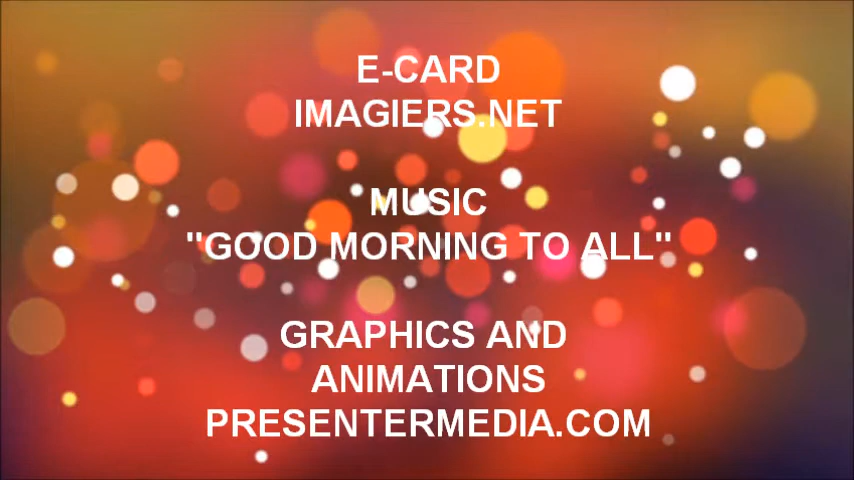 E-CARD
IMAGIERS.NET
MUSIC
"GOOD MORNING TO ALL"
GRAPHICS AND
ANIMATIONS
PRESENTERMEDIA.COM